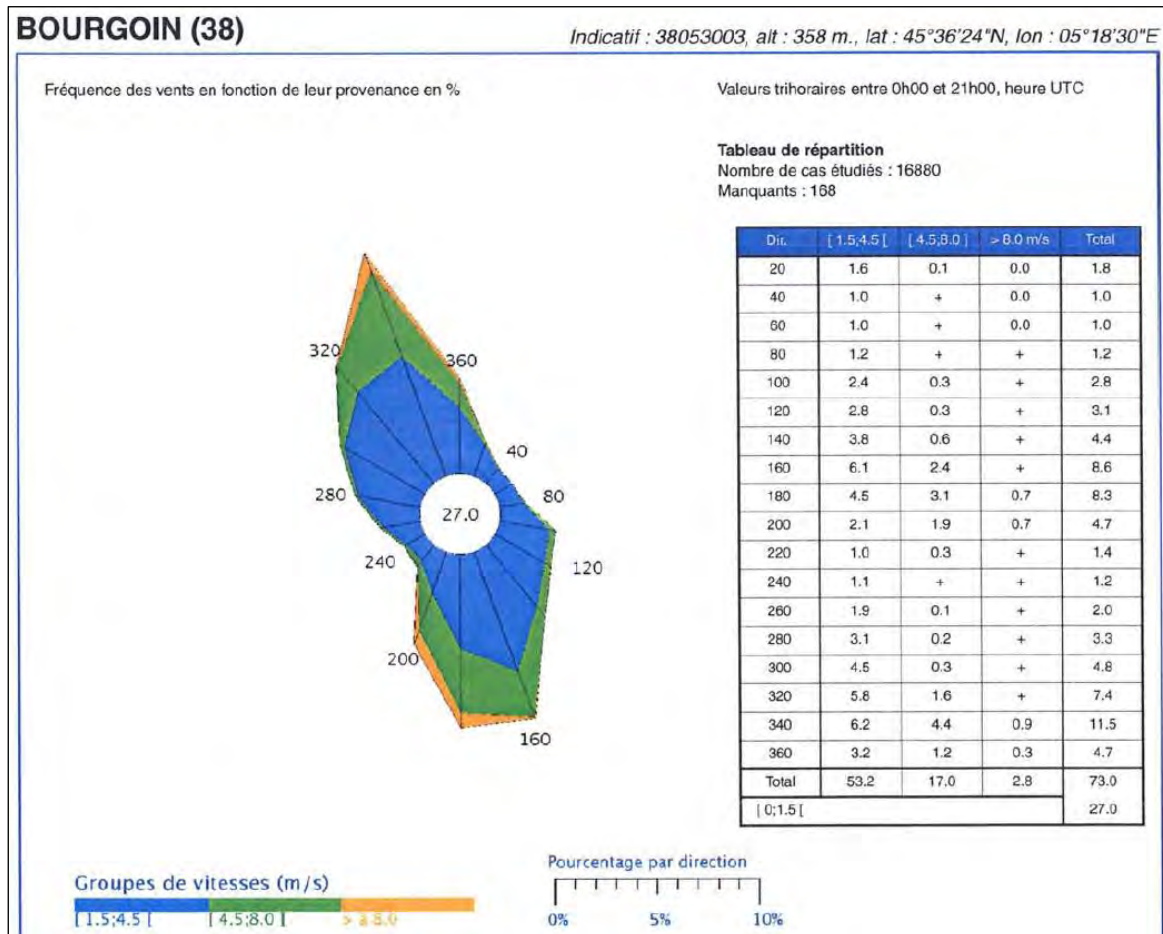 BOURGOIN (38)
Indicatif : 38053003, alt : 358 m., lat : 45°36'24"N, lon : 05°18'30"E
Fréquence des vents en fonction de leur provenance en %
Valeurs trihoraires entre 0h00 et 21h00, heure UTC
Tableau de répartition
Nombre de cas étudiés : 16880
Manquants : 168
Dir. [ 1.5;4.5 [ [ 4.5;8.0 ] > 8.0 m/s Total
20 1.6 0.1 0.0 1.8
40 1.0 + 0.0 1.0
60 1.0 + 0.0 1.0
80 1.2 + + 1.2
100 2.4 0.3 + 2.8
120 2.8 0.3 + 3.1
140 3.8 0.6 + 4.4
160 6.1 2.4 + 8.6
180 4.5 3.1 0.7 8.3
200 2.1 1.9 0.7 4.7
220 1.0 0.3 + 1.4
240 1.1 + + 1.2
260 1.9 0.1 + 2.0
280 3.1 0.2 + 3.3
300 4.5 0.3 + 4.8
320 5.8 1.6 + 7.4
340 6.2 4.4 0.9 11.5
360 3.2 1.2 0.3 4.7
Total 53.2 17.0 2.8 73.0
[ 0;1.5 [ 27.0
320
360
40
280
27.0
80
240
120
200
160
Groupes de vitesses (m/s)
[ 1.5;4.5 [ [ 4.5;8.0 ] > à 8.0
Pourcentage par direction
0% 5% 10%